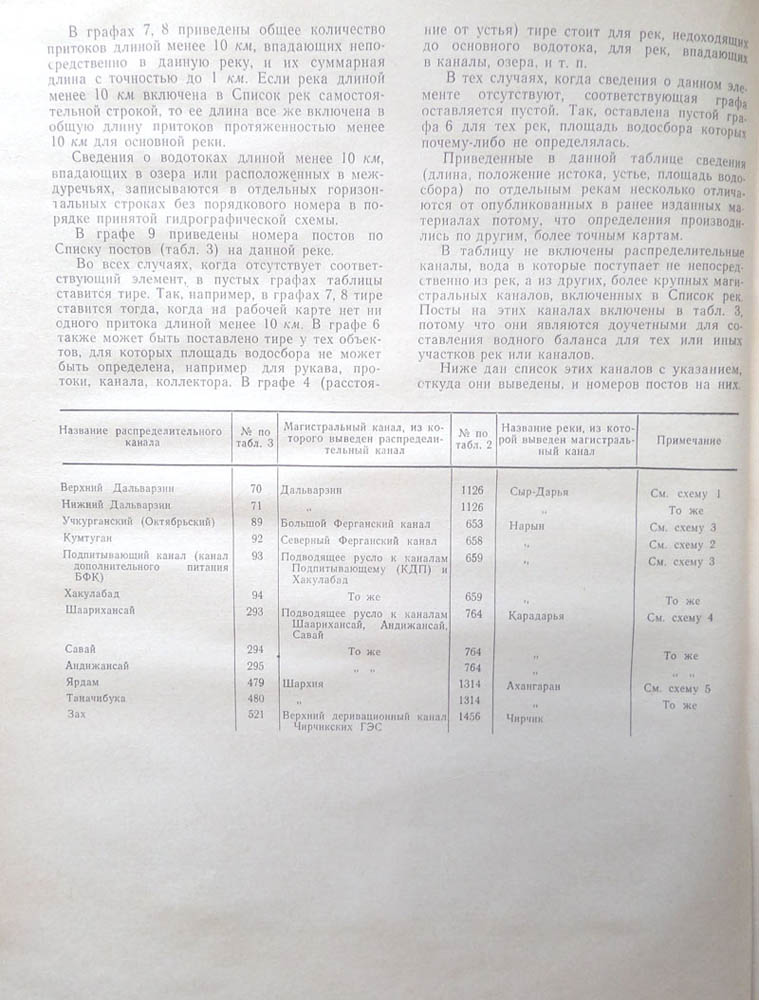 В графах 7, 8 приведены общее количество
притоков длиной менее 10 км, впадающих непо-
средственно в данную реку, и их суммарная
длина с точностью до 1 км. Если река длиной
менее 10 км включена в Список рек самостоя-
тельной строкой, то ее длина все же включена в
общую длину притоков протяженностью менее
10 км для основной реки.
Сведения о водотоках длиной менее 10 км,
впадающих в озера или расположенных в меж-
дуречьях, записываются в отдельных горизон-
тальных строках без порядкового номера в по-
рядке принятой гидрографической схемы.
В графе 9 приведены номера постов по
Списку постов (табл. 3) на данной реке.
Во всех случаях, когда отсутствует соответ-
ствующий элемент, в пустых графах таблицы
ставится тире. Так, например, в графах 7, 8 тире
ставится тогда, когда на рабочей карте нет ни
одного притока длиной менее 10 км. В графе 6
также может быть поставлено тире у тех объек-
тов, для которых площадь водосбора не может
быть определена, например для рукава, про-
токи, канала, коллектора. В графе 4 (расстоя-
ние от устья) тире стоит для рек, недоходящих
до основного водотока, для рек, впадающих
в каналы, озера, и т. п.
В тех случаях, когда сведения о данном эле-
менте отсутствуют, соответствующая графа
оставляется пустой. Так, оставлена пустой гра-
фа 6 для тех рек, площадь водосбора которых
почему-либо не определялась.
Приведенные в данной таблице сведения
(длина, положение истока, устье, площадь водо-
сбора) по отдельным рекам несколько отлича-
ются от опубликованных в ранее изданных ма-
териалах потому, что определения производи-
лись по другим, более точным картам.
В таблицу не включены распределительные
каналы, вода в которые поступает не непосред-
ственно из рек, а из других, более крупных маги-
стральных каналов, включенных в Список рек.
Посты на этих каналах включены в табл. 3,
потому что они являются доучетными для со-
ставления водного баланса для тех или иных
участков рек или каналов.
Ниже дан список этих каналов с указанием,
откуда они выведены, и номеров постов на них.
Название распределительного канала № по табл. 3 Магистральный канал, из ко-торого выведен распредели-тельный канал № по табл. 2 Название реки, из кото-рой выведен магистраль-ный канал Примечание
Верхний Дальварзин 70 Дальварзин 1126 Сыр-Дарья См. схему 1
Нижний Дальварзин 71 „ 1126 „ То же
Учкурганский (Октябрьский) 89 Большой Ферганский канал 653 Нарын См. схему 3
Кумтуган 92 Северный Ферганский канал 658 „ См. схему 2
Подпитывающий канал (канал 93 Подводящее русло к каналам 659 „ См. схему 3
дополнительного питания Подпитывающему (КДП) и
БФК) Хакулабад
Хакулабад 94 То же 659 „ То же
Шаарихансай 293 Подводящее русло к каналам 764 Карадарья См. схему 4
Шаарихансай, Андижансай,
Савай
Савай 294 То же 764 „ То же
Андижансай 295 „ „ 764 „ „ „
Ярдам 479 Шархия 1314 Ахангаран См. схему 5
Таначибука 480 „ 1314 „ То же
Зах 521 Верхний деривационный канал 1456 Чирчик
Чирчикских ГЭС